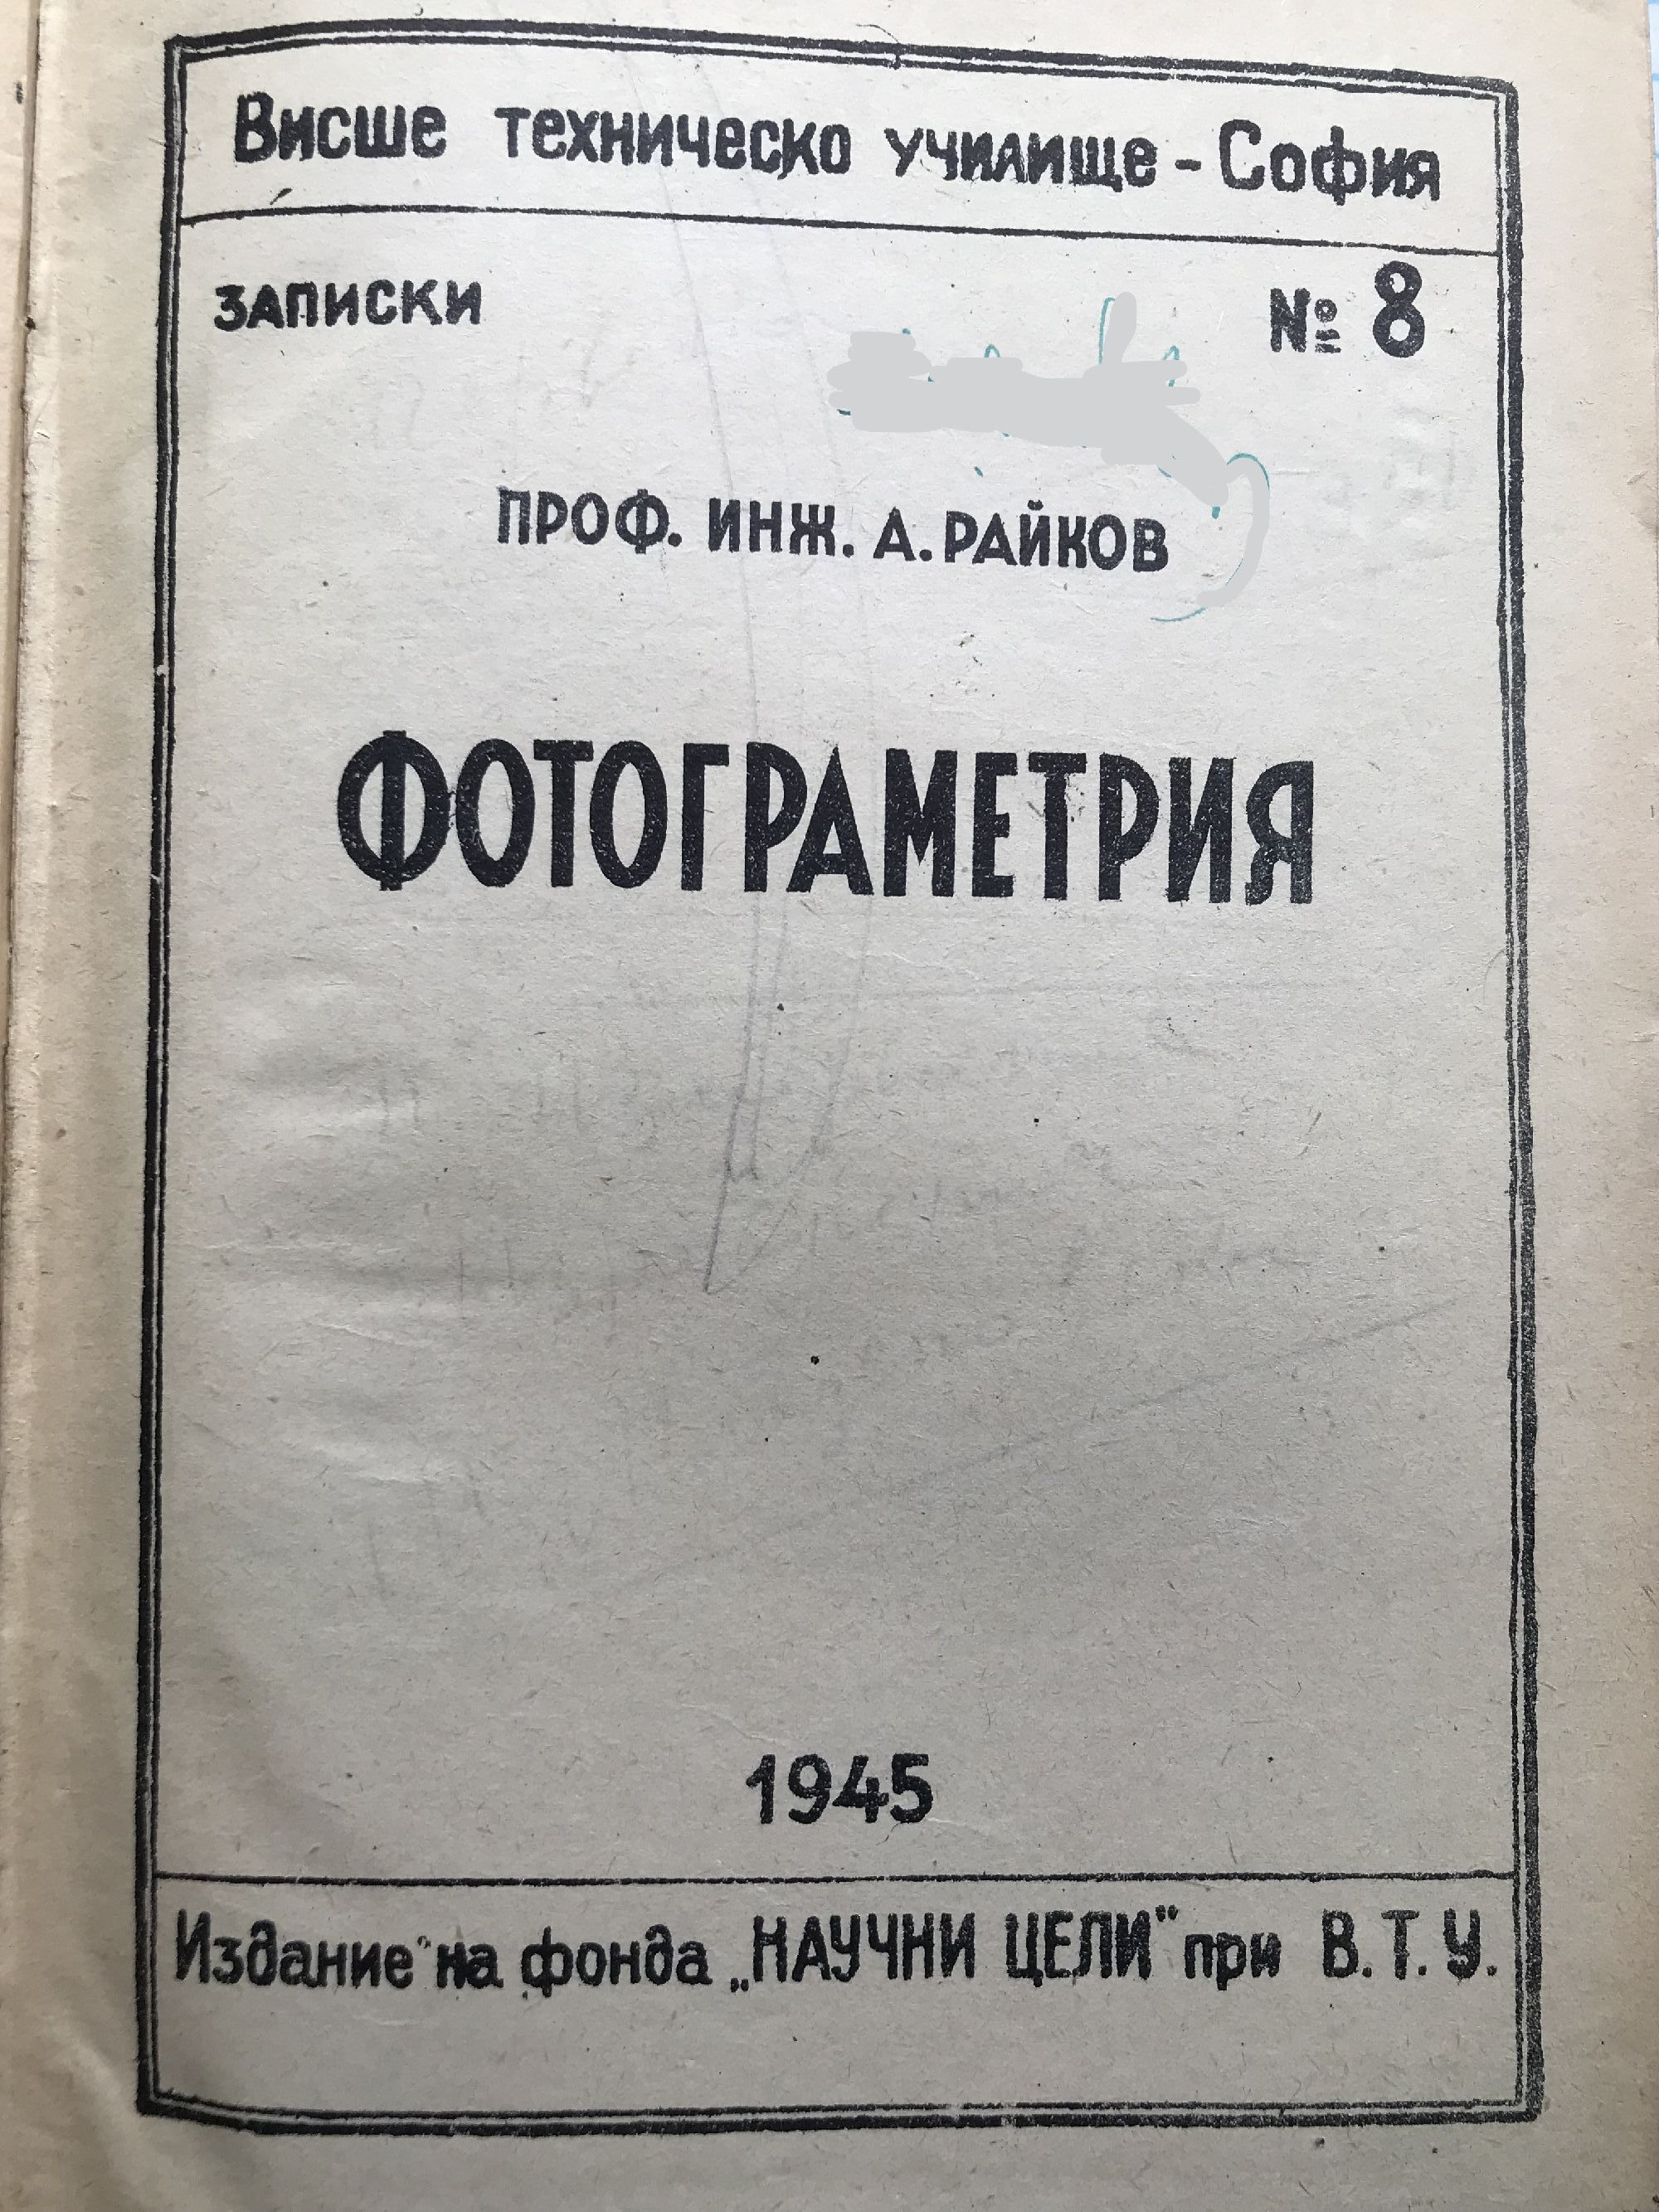 Висше техническо училище - София
ЗАПИСКИ № 8
ПРОФ. ИНЖ. А. РАЙКОВ
ФОТОГРАМЕТРИЯ
1945
Издание на фонда „НАУЧНИ ЦЕЛИ" при В. Т. У.